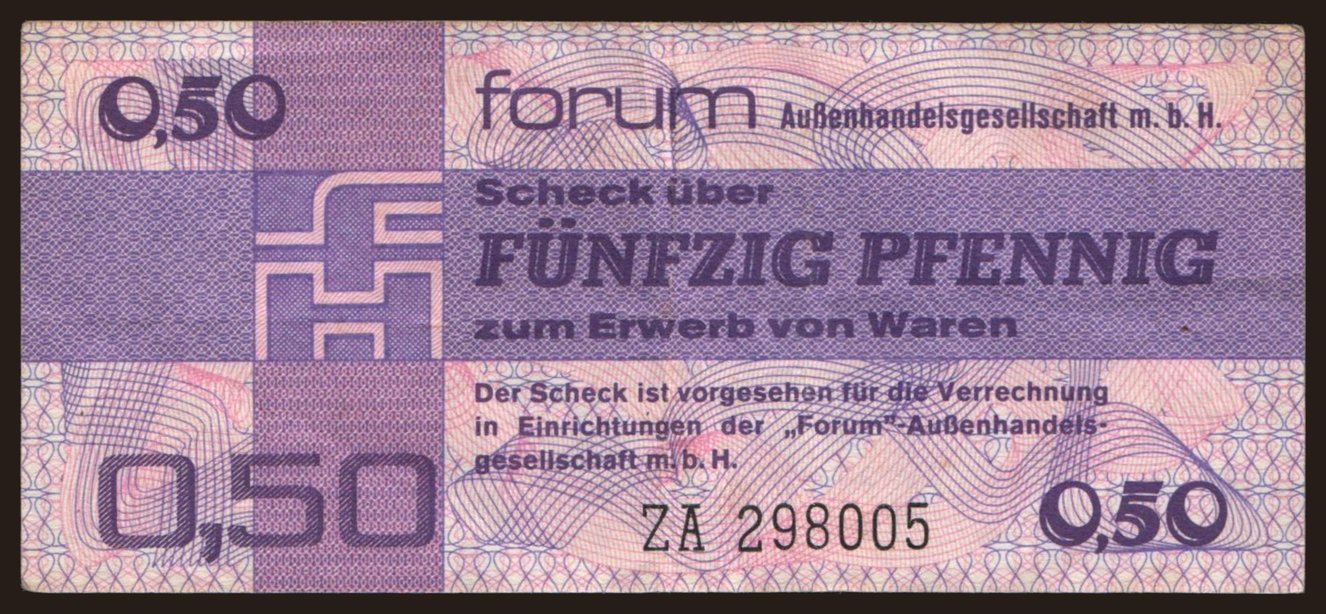 0,50
forum Außenhandelsgesellschaft m. b. H.
Scheck über
FÜNFZIG PFENNIG
zum Erwerb von Waren
Der Scheck ist vorgesehen für die Verrechnung
in Einrichtungen der „Forum"-Außenhandels-
gesellschaft m. b. H.
0,50
ZA 298005
0,50